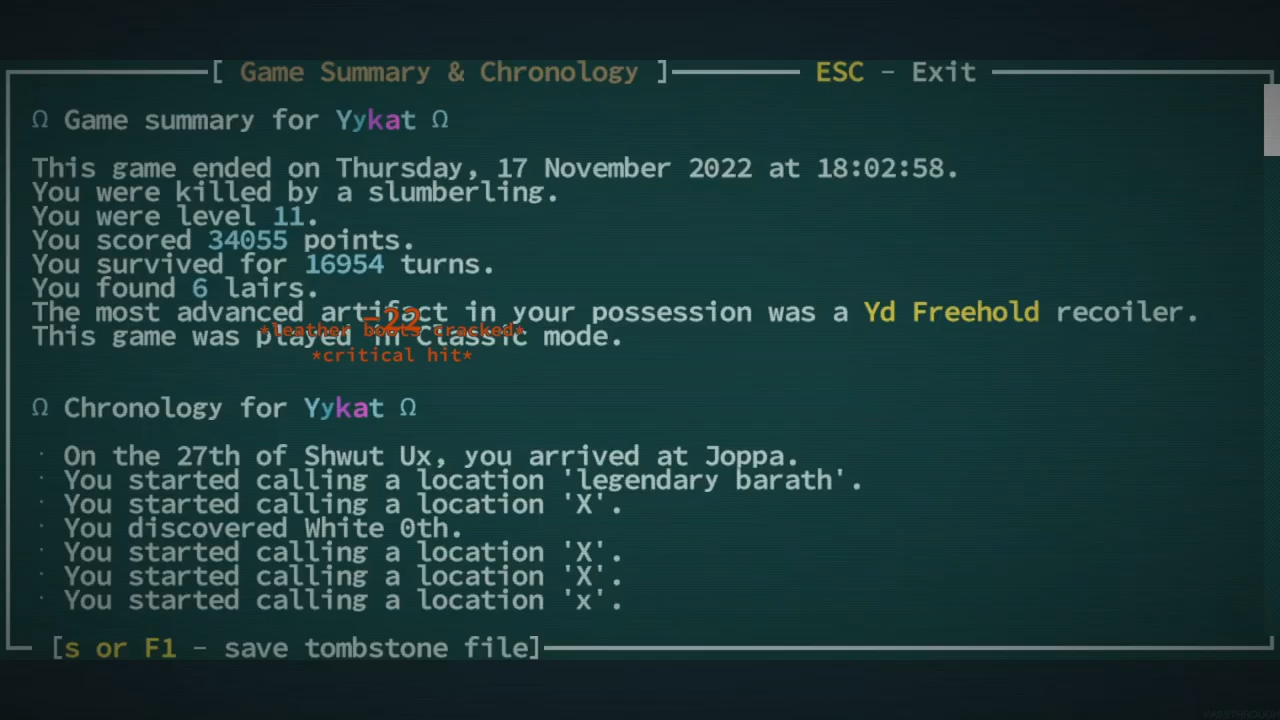 [ Game Summary & Chronology ] ESC - Exit
Ω Game summary for Yykat Ω
This game ended on Thursday, 17 November 2022 at 18:02:58.
You were killed by a slumberling.
You were level 11.
You scored 34055 points.
You survived for 16954 turns.
You found 6 lairs.
The most advanced artifact in your possession was a Yd Freehold recoiler.
-22
*leather boots cracked*
This game was played in Classic mode.
*critical hit*
Ω Chronology for Yykat Ω
· On the 27th of Shwut Ux, you arrived at Joppa.
· You started calling a location 'legendary barath'.
· You started calling a location 'X'.
· You discovered White 0th.
· You started calling a location 'X'.
· You started calling a location 'X'.
· You started calling a location 'x'.
[s or F1 - save tombstone file]